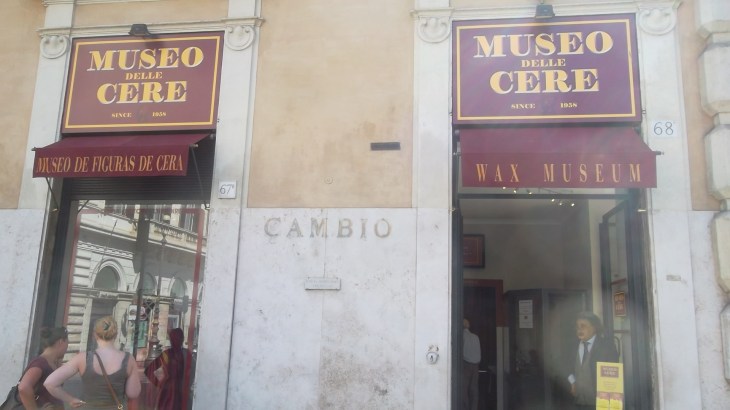 MUSEO
DELLE
CERE
SINCE 1958
MUSEO DE FIGURAS DE CERA
67A
CAMBIO
MUSEO
DELLE
CERE
SINCE 1958
WAX MUSEUM
68